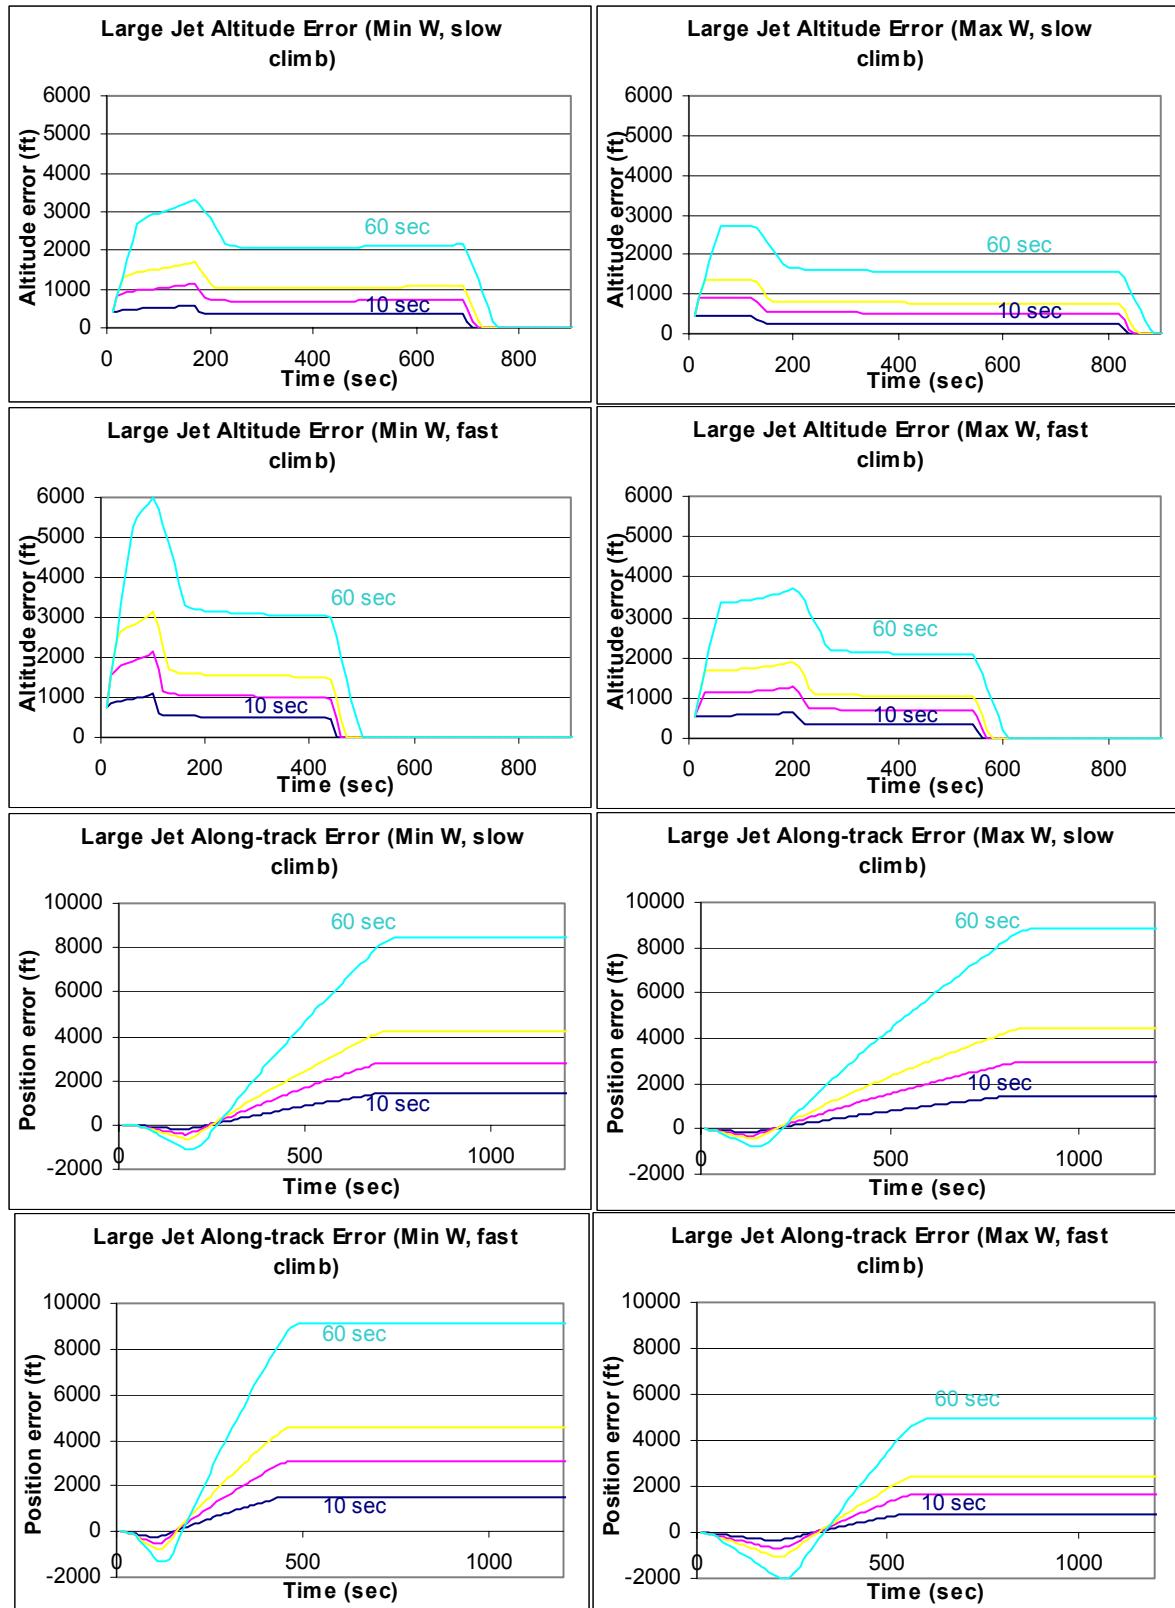 Large Jet Altitude Error (Min W, slow
climb)
6000
5000
4000
3000
2000
1000
0
Altitude error (ft)
60 sec
10 sec
0 200 400 600 800
Time (sec)
Large Jet Altitude Error (Max W, slow
climb)
6000
5000
4000
3000
2000
1000
0
Altitude error (ft)
60 sec
10 sec
0 200 400 600 800
Time (sec)
Large Jet Altitude Error (Min W, fast
climb)
6000
5000
4000
3000
2000
1000
0
Altitude error (ft)
60 sec
10 sec
0 200 400 600 800
Time (sec)
Large Jet Altitude Error (Max W, fast
climb)
6000
5000
4000
3000
2000
1000
0
Altitude error (ft)
60 sec
10 sec
0 200 400 600 800
Time (sec)
Large Jet Along-track Error (Min W, slow
climb)
10000
8000
6000
4000
2000
0
-2000
Position error (ft)
60 sec
10 sec
0 500 1000
Time (sec)
Large Jet Along-track Error (Max W, slow
climb)
10000
8000
6000
4000
2000
0
-2000
Position error (ft)
60 sec
10 sec
0 500 1000
Time (sec)
Large Jet Along-track Error (Min W, fast
climb)
10000
8000
6000
4000
2000
0
-2000
Position error (ft)
60 sec
10 sec
0 500 1000
Time (sec)
Large Jet Along-track Error (Max W, fast
climb)
10000
8000
6000
4000
2000
0
-2000
Position error (ft)
60 sec
10 sec
0 500 1000
Time (sec)